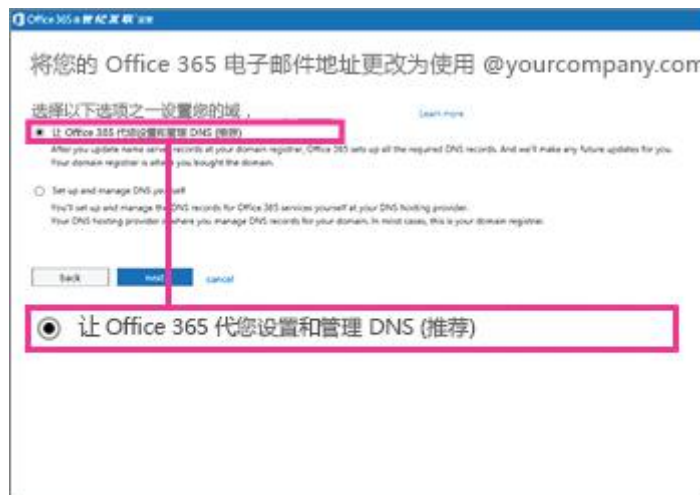 Office 365 由世纪互联运营
将您的 Office 365 电子邮件地址更改为使用 @yourcompany.com
选择以下选项之一设置您的域，
Learn more
让 Office 365 代您设置和管理 DNS (推荐)
After you update name server records at your domain registrar, Office 365 sets up all the required DNS records. And we'll make any future updates for you.
Your domain registrar is where you bought the domain.
Set up and manage DNS yourself
You'll set up and manage the DNS records for Office 365 services yourself at your DNS hosting provider.
Your DNS hosting provider is where you manage DNS records for your domain. In most cases, this is your domain registrar.
back
next
cancel
让 Office 365 代您设置和管理 DNS (推荐)